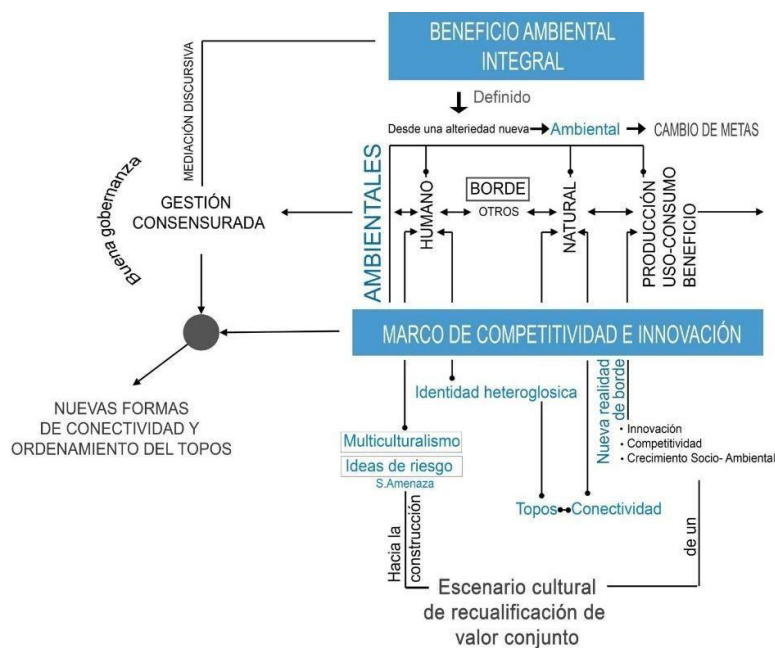 BENEFICIO AMBIENTAL
INTEGRAL
Definido
Desde una alteriedad nueva
Ambiental
CAMBIO DE METAS
MEDIACIÓN DISCURSIVA
Buena gobernanza
GESTIÓN
CONSENSURADA
AMBIENTALES
HUMANO
BORDE
OTROS
NATURAL
PRODUCCIÓN
USO-CONSUMO
BENEFICIO
MARCO DE COMPETITIVIDAD E INNOVACIÓN
NUEVAS FORMAS
DE CONECTIVIDAD Y
ORDENAMIENTO DEL TOPOS
Identidad heteroglosica
Multiculturalismo
Ideas de riesgo
S.Amenaza
Nueva realidad
de borde
• Innovación
• Competitividad
• Crecimiento Socio- Ambiental
Topos
Conectividad
Hacia la
construcción
de un
Escenario cultural
de recualificación de
valor conjunto